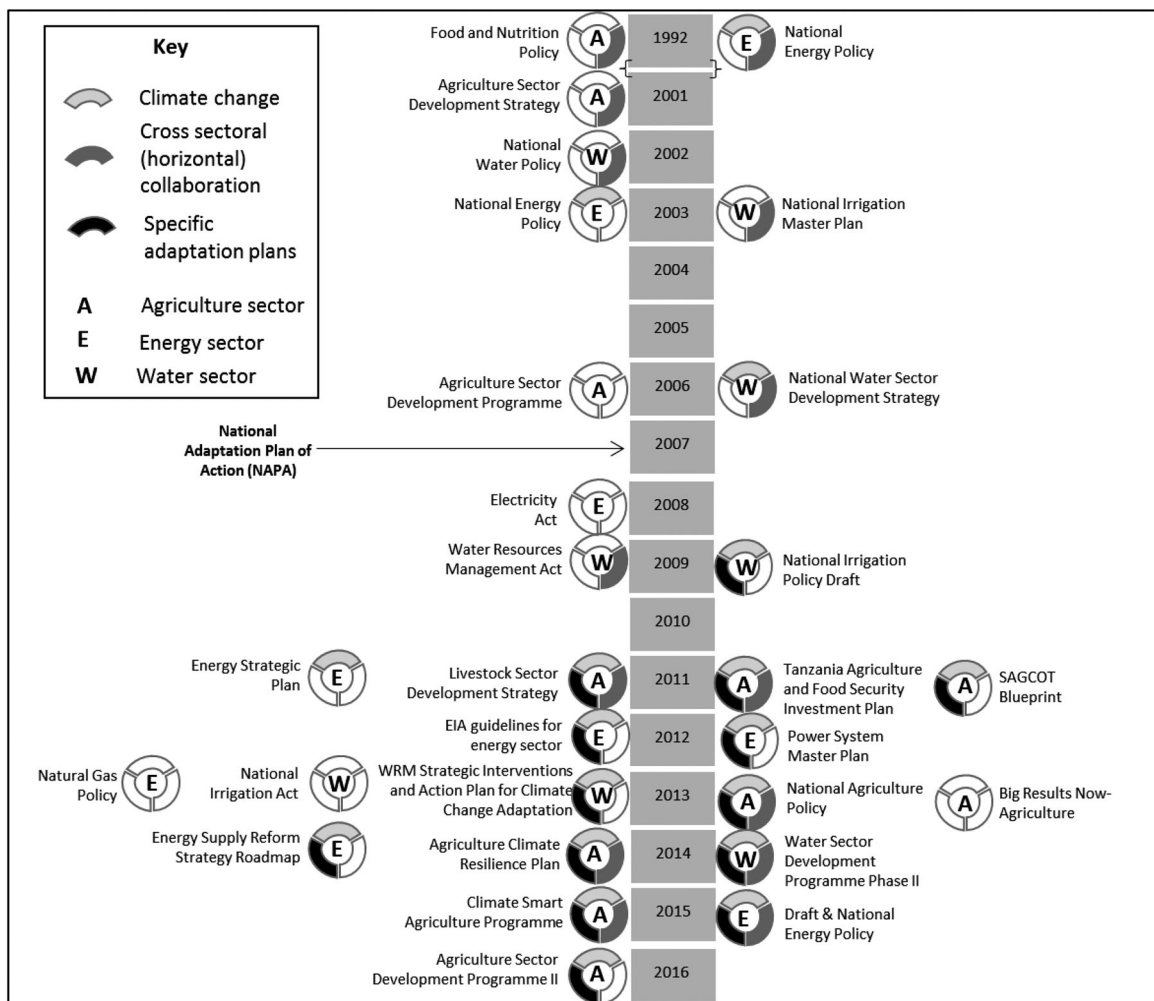 Key
Climate change
Cross sectoral
(horizontal)
collaboration
Specific
adaptation plans
A Agriculture sector
E Energy sector
W Water sector
Food and Nutrition
Policy
A
1992
E
National
Energy Policy
Agriculture Sector
Development Strategy
A
2001
National
Water Policy
W
2002
National Energy
Policy
E
2003
W
National Irrigation
Master Plan
2004
2005
Agriculture Sector
Development Programme
A
2006
W
National Water Sector
Development Strategy
National
Adaptation Plan of
Action (NAPA)
2007
Electricity
Act
E
2008
Water Resources
Management Act
W
2009
W
National Irrigation
Policy Draft
2010
Energy Strategic
Plan
E
Livestock Sector
Development Strategy
A
2011
A
Tanzania Agriculture
and Food Security
Investment Plan
A
SAGCOT
Blueprint
EIA guidelines for
energy sector
E
2012
E
Power System
Master Plan
Natural Gas
Policy
E
National
Irrigation Act
W
WRM Strategic Interventions
and Action Plan for Climate
Change Adaptation
W
2013
A
National Agriculture
Policy
A
Big Results Now-
Agriculture
Energy Supply Reform
Strategy Roadmap
E
Agriculture Climate
Resilience Plan
A
2014
W
Water Sector
Development
Programme Phase II
Climate Smart
Agriculture Programme
A
2015
E
Draft & National
Energy Policy
Agriculture Sector
Development Programme II
A
2016